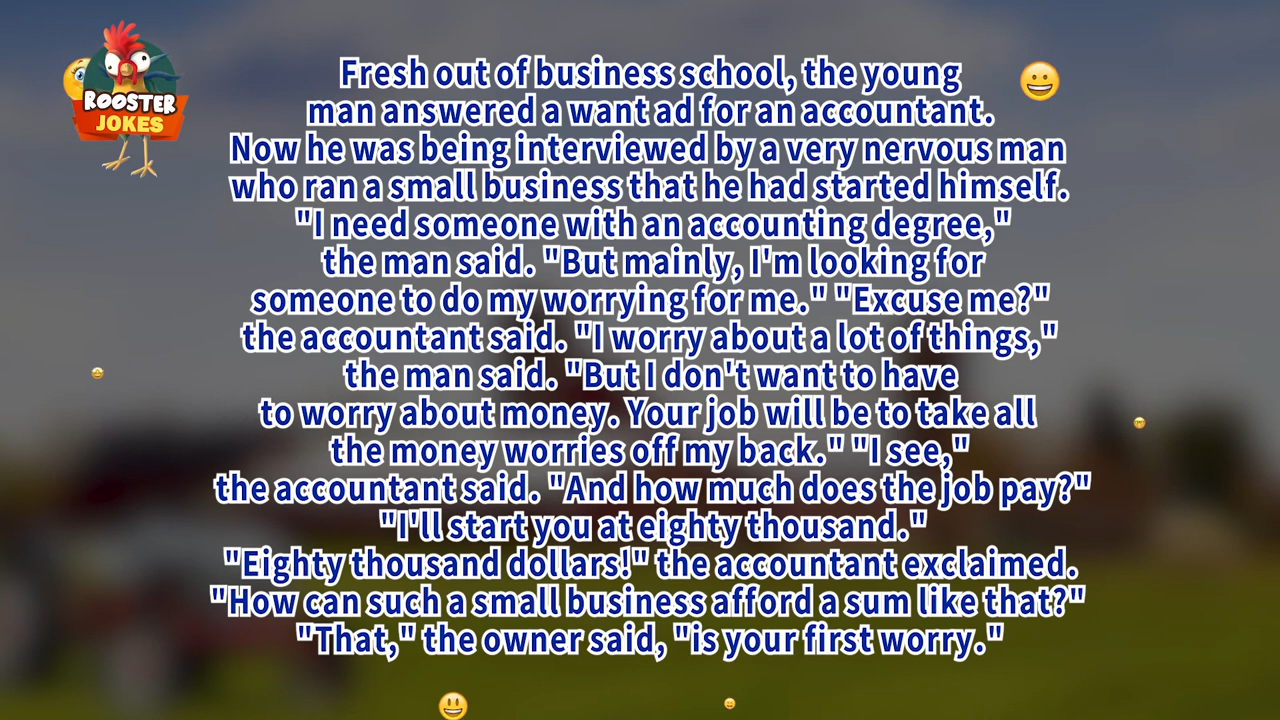 ROOSTER
JOKES
Fresh out of business school, the young
man answered a want ad for an accountant.
Now he was being interviewed by a very nervous man
who ran a small business that he had started himself.
"I need someone with an accounting degree,"
the man said. "But mainly, I'm looking for
someone to do my worrying for me." "Excuse me?"
the accountant said. "I worry about a lot of things,"
the man said. "But I don't want to have
to worry about money. Your job will be to take all
the money worries off my back." "I see,"
the accountant said. "And how much does the job pay?"
"I'll start you at eighty thousand."
"Eighty thousand dollars!" the accountant exclaimed.
"How can such a small business afford a sum like that?"
"That," the owner said, "is your first worry."